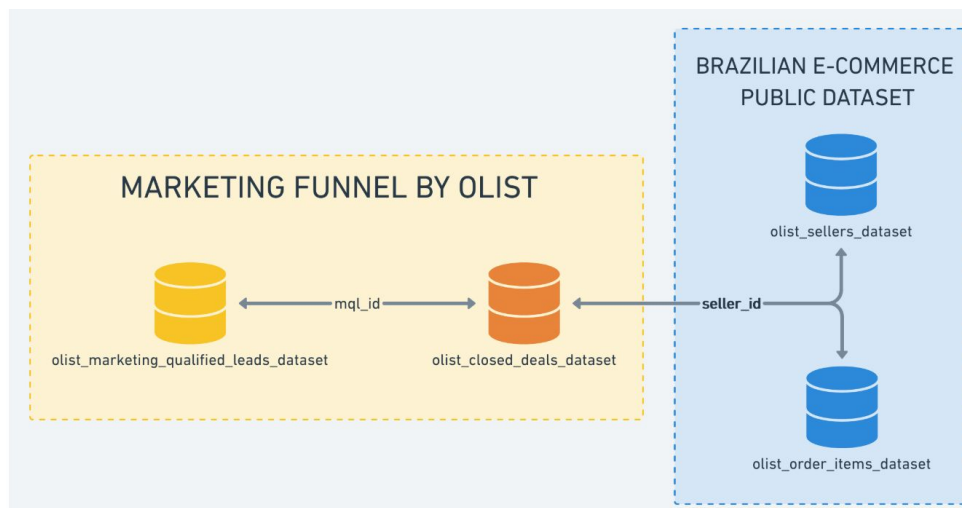 BRAZILIAN E-COMMERCE
PUBLIC DATASET
olist_sellers_dataset
MARKETING FUNNEL BY OLIST
mql_id
seller_id
olist_marketing_qualified_leads_dataset
olist_closed_deals_dataset
olist_order_items_dataset